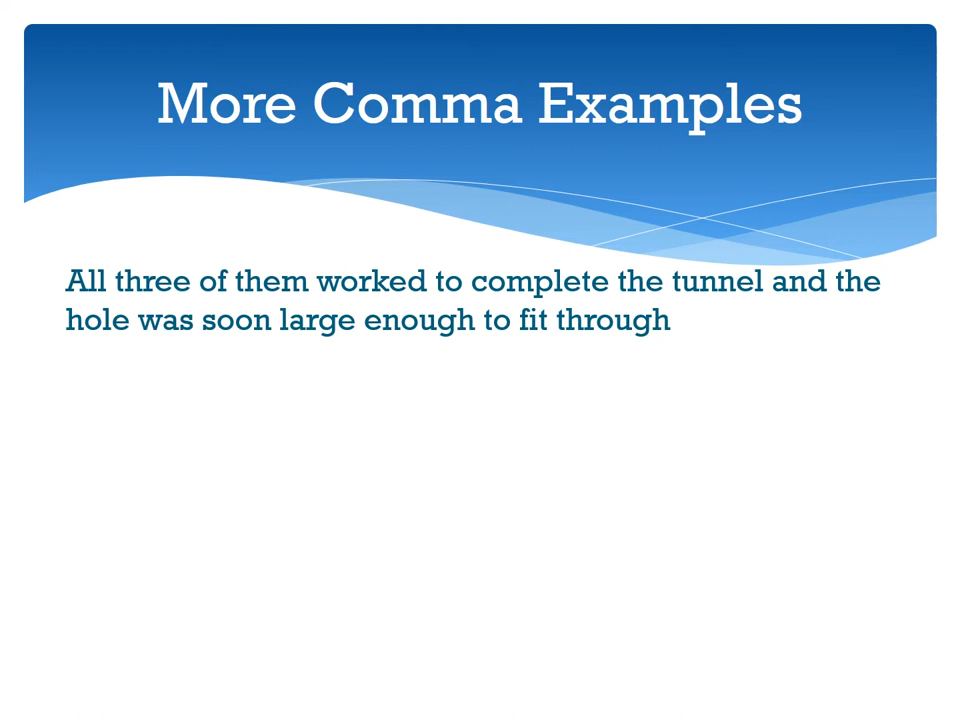 More Comma Examples
All three of them worked to complete the tunnel and the
hole was soon large enough to fit through